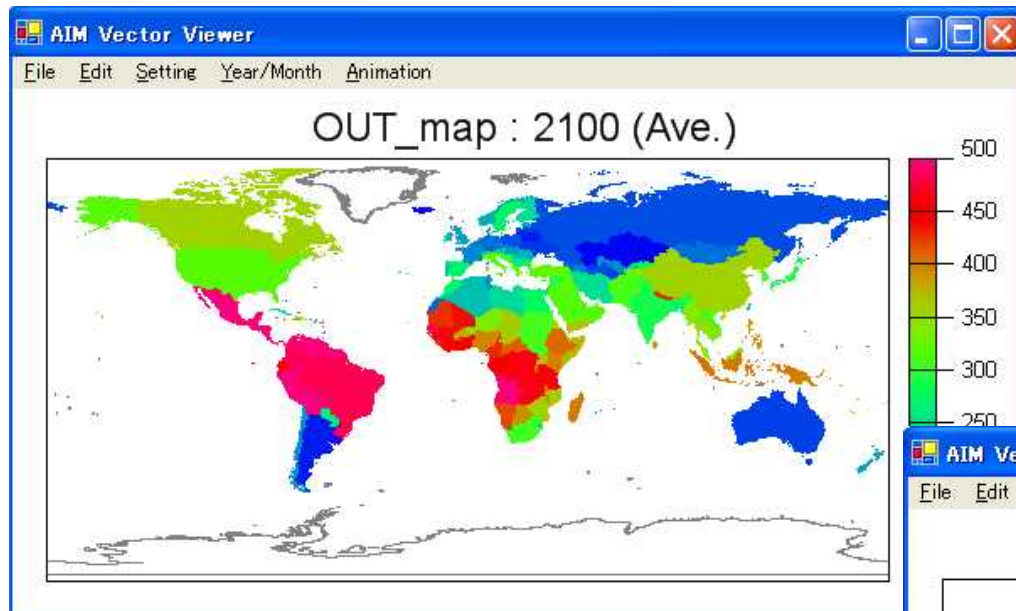 AIM Vector Viewer
File Edit Setting Year/Month Animation
OUT_map : 2100 (Ave.)
500
450
400
350
300
250
AIM Ve
File Edit